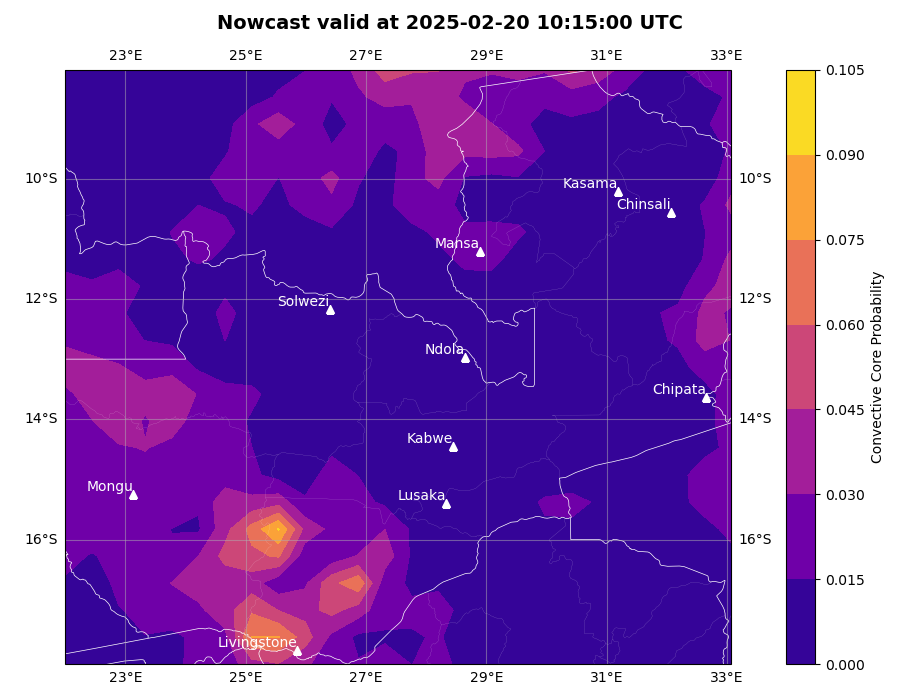 Nowcast valid at 2025-02-20 10:15:00 UTC
23°E 25°E 27°E 29°E 31°E 33°E
0.105
0.090
0.075
0.060
0.045
0.030
0.015
0.000
Convective Core Probability
10°S 10°S
12°S 12°S
14°S 14°S
16°S 16°S
Kasama
Chinsali
Mansa
Solwezi
Ndola
Chipata
Kabwe
Mongu
Lusaka
Livingstone
23°E 25°E 27°E 29°E 31°E 33°E